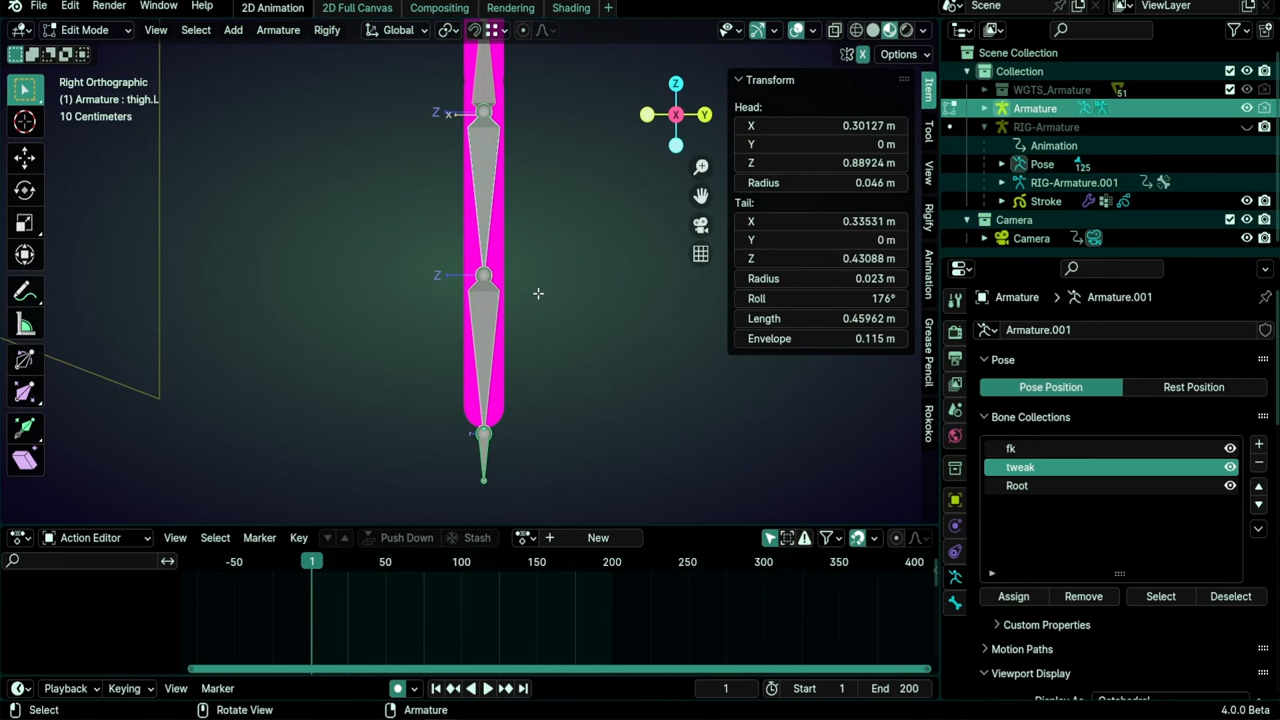 File Edit Render Window Help
2D Animation 2D Full Canvas Compositing Rendering Shading +
Scene
ViewLayer
Edit Mode View Select Add Armature Rigify
Global
X Options
Right Orthographic
(1) Armature : thigh.L
10 Centimeters
Z
X
Z
Z
X
Y
Transform
Head:
X 0.30127 m
Y 0 m
Z 0.88924 m
Radius 0.046 m
Tail:
X 0.33531 m
Y 0 m
Z 0.43088 m
Radius 0.023 m
Roll 176°
Length 0.45962 m
Envelope 0.115 m
Item
Tool
View
Rigify
Animation
Grease Pencil
Rokoko
Scene Collection
Collection
WGTS_Armature 51
Armature
RIG-Armature
Animation
Pose 125
RIG-Armature.001
Stroke
Camera
Camera
Armature > Armature.001
Armature.001
Pose
Pose Position Rest Position
Bone Collections
fk
tweak
Root
Assign Remove Select Deselect
Custom Properties
Motion Paths
Viewport Display
Action Editor View Select Marker Key
Push Down Stash
New
-50 1 50 100 150 200 250 300 350 400
Playback Keying View Marker
1 Start 1 End 200
Select Rotate View Armature 4.0.0 Beta